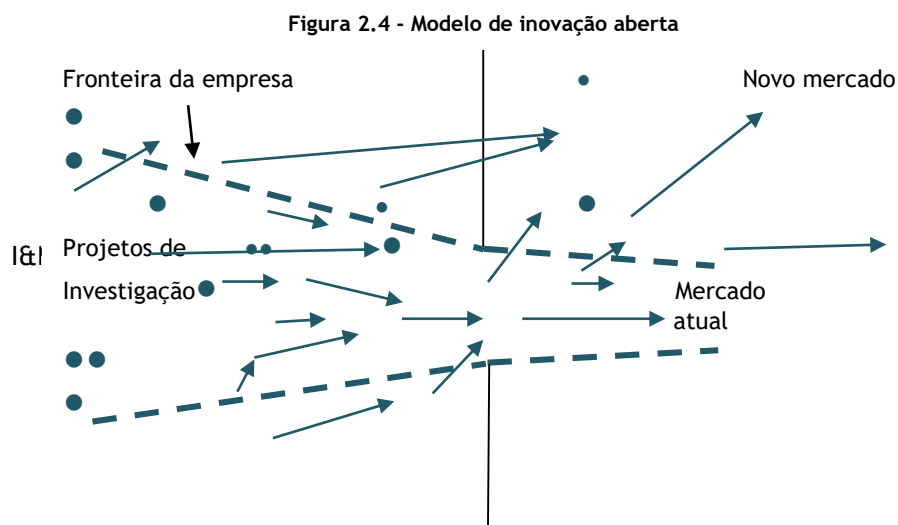 Figura 2.4 - Modelo de inovação aberta
Fronteira da empresa
Novo mercado
Projetos de
Investigação
Mercado
atual